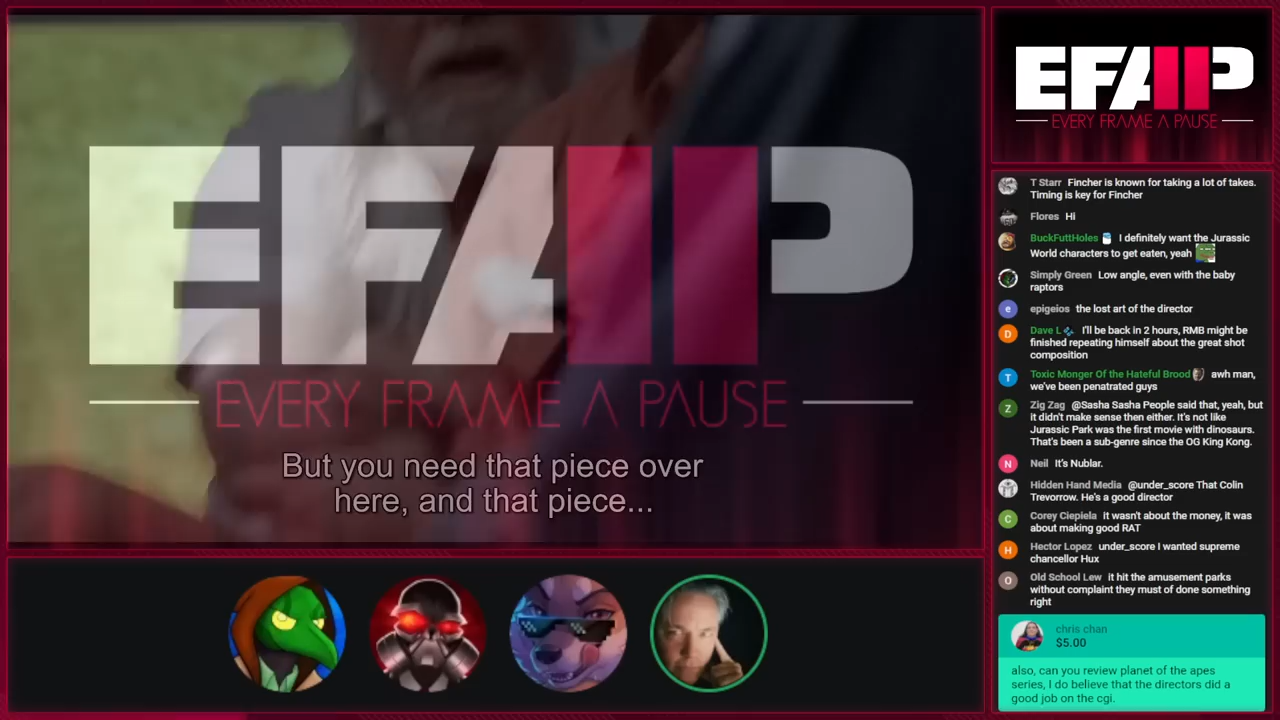 EFAP
EVERY FRAME A PAUSE
But you need that piece over
here, and that piece...
EFAP
EVERY FRAME A PAUSE
T Starr Fincher is known for taking a lot of takes.
Timing is key for Fincher
Flores Hi
BuckFuttHoles I definitely want the Jurassic
World characters to get eaten, yeah
Simply Green Low angle, even with the baby
raptors
epigeios the lost art of the director
Dave L I'll be back in 2 hours, RMB might be
finished repeating himself about the great shot
composition
Toxic Monger Of the Hateful Brood awh man,
we've been penatrated guys
Zig Zag @Sasha Sasha People said that, yeah, but
it didn't make sense then either. It's not like
Jurassic Park was the first movie with dinosaurs.
That's been a sub-genre since the OG King Kong.
Neil It's Nublar.
Hidden Hand Media @under_score That Colin
Trevorrow. He's a good director
Corey Ciepiela it wasn't about the money, it was
about making good RAT
Hector Lopez under_score I wanted supreme
chancellor Hux
Old School Lew it hit the amusement parks
without complaint they must of done something
right
chris chan
$5.00
also, can you review planet of the apes
series, I do believe that the directors did a
good job on the cgi.